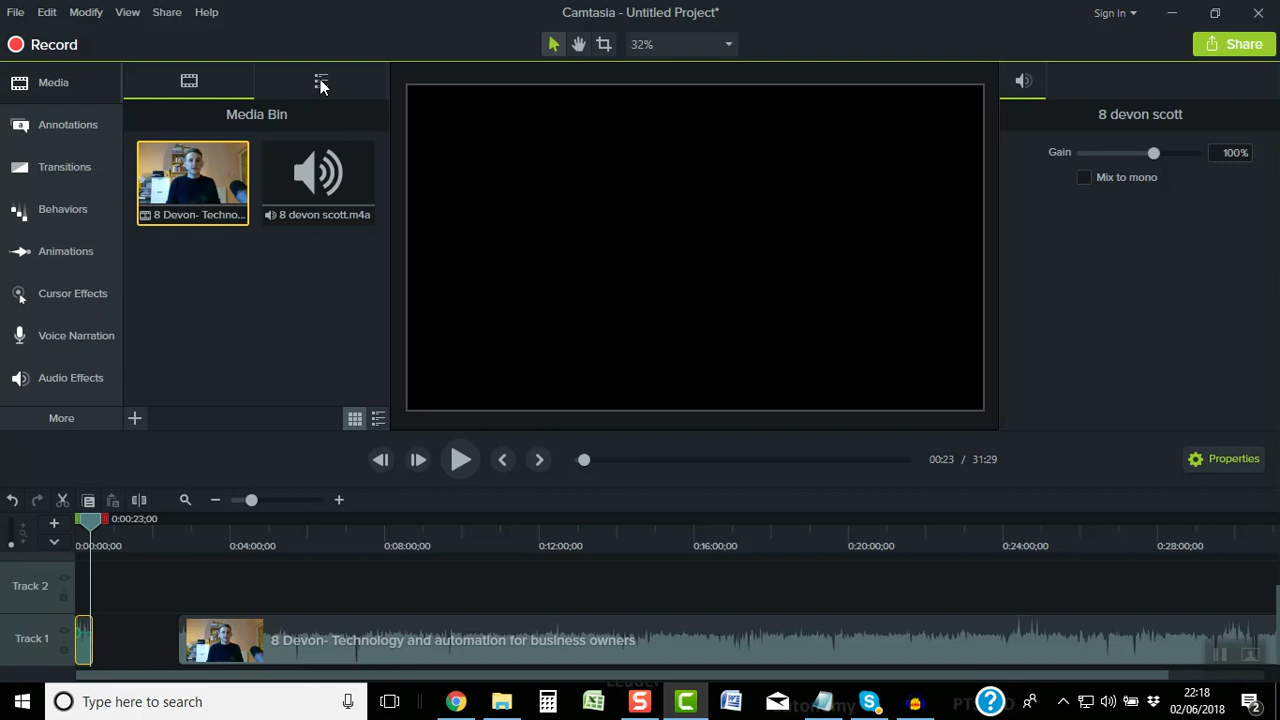 File Edit Modify View Share Help
Camtasia - Untitled Project*
Sign In
Record
32%
Share
Media
Annotations
Transitions
Behaviors
Animations
Cursor Effects
Voice Narration
Audio Effects
More
Media Bin
8 Devon- Techno...
8 devon scott.m4a
8 devon scott
Gain
100%
Mix to mono
00:23 / 31:29
Properties
0:00:23;00
0:00:00;00 0:04:00;00 0:08:00;00 0:12:00;00 0:16:00;00 0:20:00;00 0:24:00;00 0:28:00;00
Track 2
Track 1
8 Devon- Technology and automation for business owners
Type here to search
22:18
02/06/2018
2